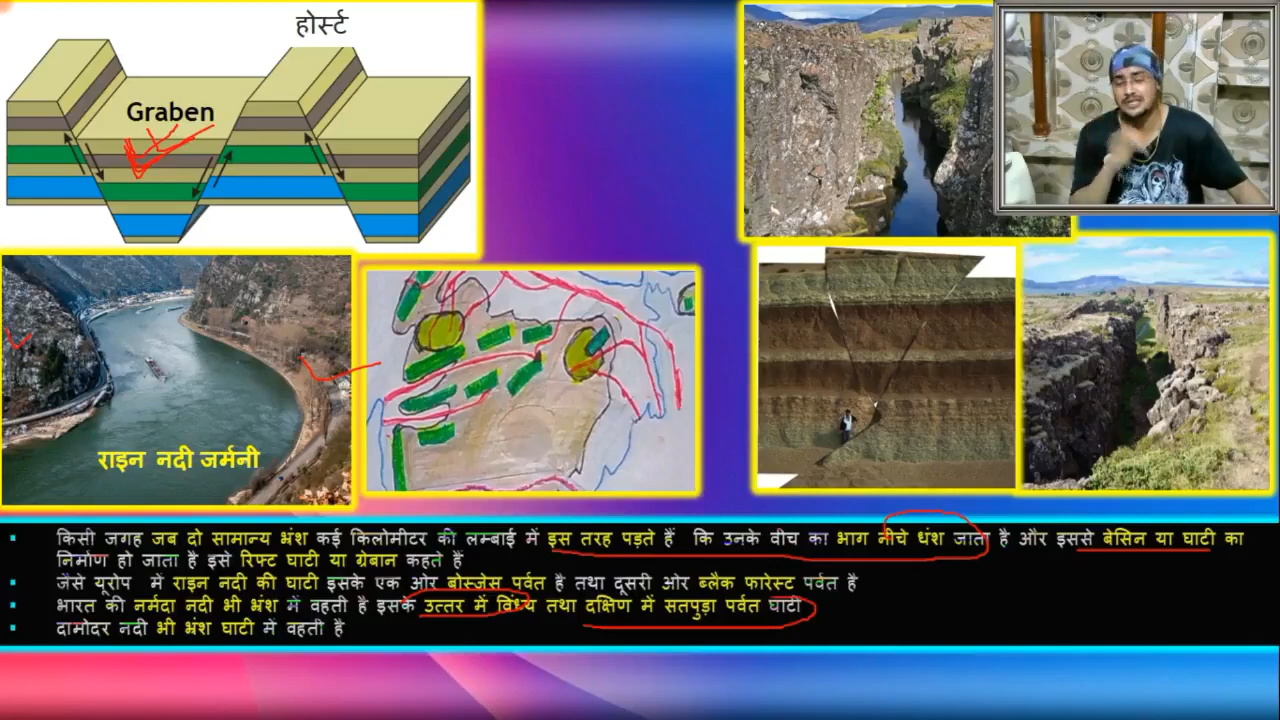 होर्स्ट
Graben
राइन नदी जर्मनी
किसी जगह जब दो सामान्य भ्रंश कई किलोमीटर की लम्बाई में इस तरह पड़ते हैं कि उनके वीच का भाग नीचे धंश जाता है और इससे बेसिन या घाटी का
निर्माण हो जाता है इसे रिफ्ट घाटी या ग्रेबान कहते हैं
जैसे यूरोप में राइन नदी की घाटी इसके एक ओर बोस्जेस पर्वत है तथा दूसरी ओर ब्लैक फारेस्ट पर्वत है
भारत की नर्मदा नदी भी भ्रंश में वहती है इसके उत्तर में विंध्य तथा दक्षिण में सतपुड़ा पर्वत घाटी
दामोदर नदी भी भ्रंश घाटी में वहती है